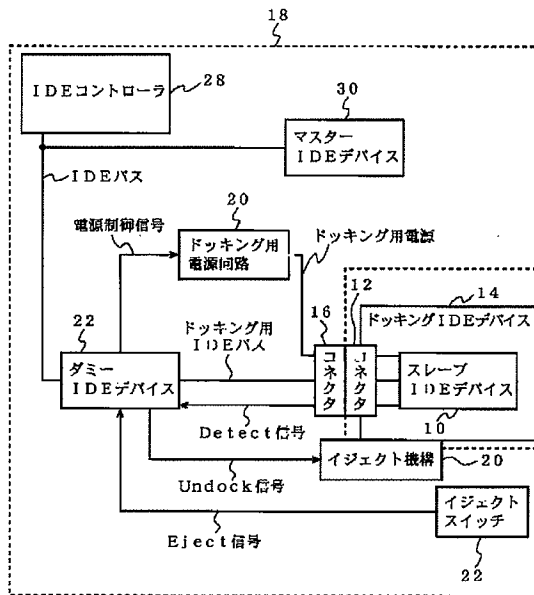 18
IDEコントローラ
28
30
マスター
IDEデバイス
IDEバス
20
電源制御信号
ドッキング用
電源回路
ドッキング用電源
12
14
16
ドッキングIDEデバイス
22
ドッキング用
IDEバス
ダミー
IDEデバイス
コネクタ
コネクタ
スレーブ
IDEデバイス
10
Detect信号
イジェクト機構
20
Undock信号
イジェクト
スイッチ
Eject信号
22